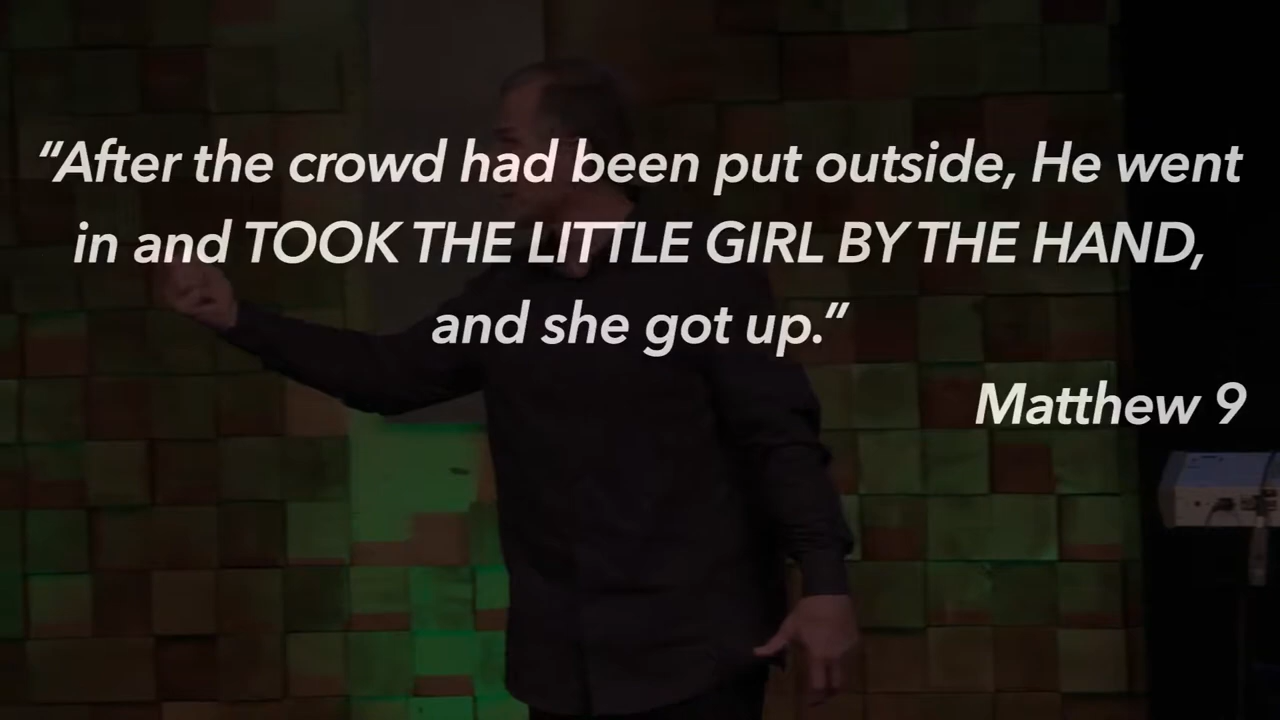 “After the crowd had been put outside, He went
in and TOOK THE LITTLE GIRL BY THE HAND,
and she got up.”
Matthew 9